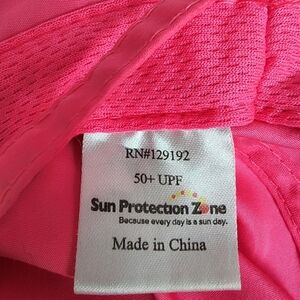 RN#129192
50+ UPF
Sun Protection Zone
Because every day is a sun day.
Made in China